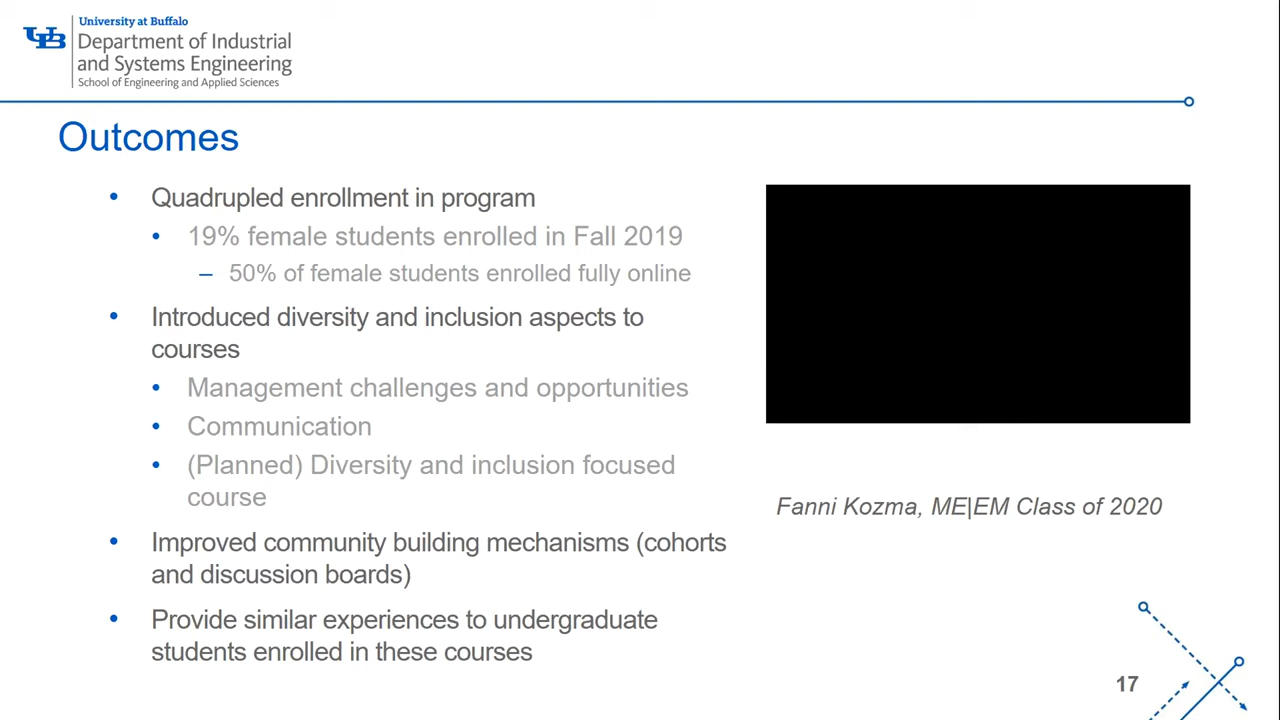 University at Buffalo
UB
Department of Industrial
and Systems Engineering
School of Engineering and Applied Sciences
Outcomes
• Quadrupled enrollment in program
• 19% female students enrolled in Fall 2019
– 50% of female students enrolled fully online
• Introduced diversity and inclusion aspects to
courses
• Management challenges and opportunities
• Communication
• (Planned) Diversity and inclusion focused
course
• Improved community building mechanisms (cohorts
and discussion boards)
• Provide similar experiences to undergraduate
students enrolled in these courses
Fanni Kozma, ME|EM Class of 2020
17